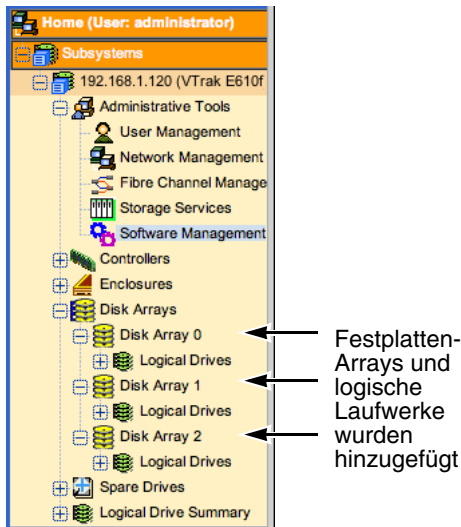 Home (User: administrator)
Subsystems
192.168.1.120 (VTrak E610f
Administrative Tools
User Management
Network Management
Fibre Channel Manage
Storage Services
Software Management
Controllers
Enclosures
Disk Arrays
Disk Array 0
Logical Drives
Disk Array 1
Logical Drives
Disk Array 2
Logical Drives
Spare Drives
Logical Drive Summary
Festplatten-
Arrays und
logische
Laufwerke
wurden
hinzugefügt